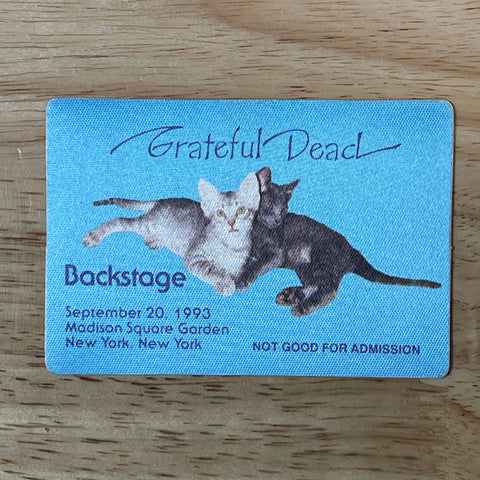 Grateful Dead
Backstage
September 20, 1993
Madison Square Garden
New York, New York
NOT GOOD FOR ADMISSION